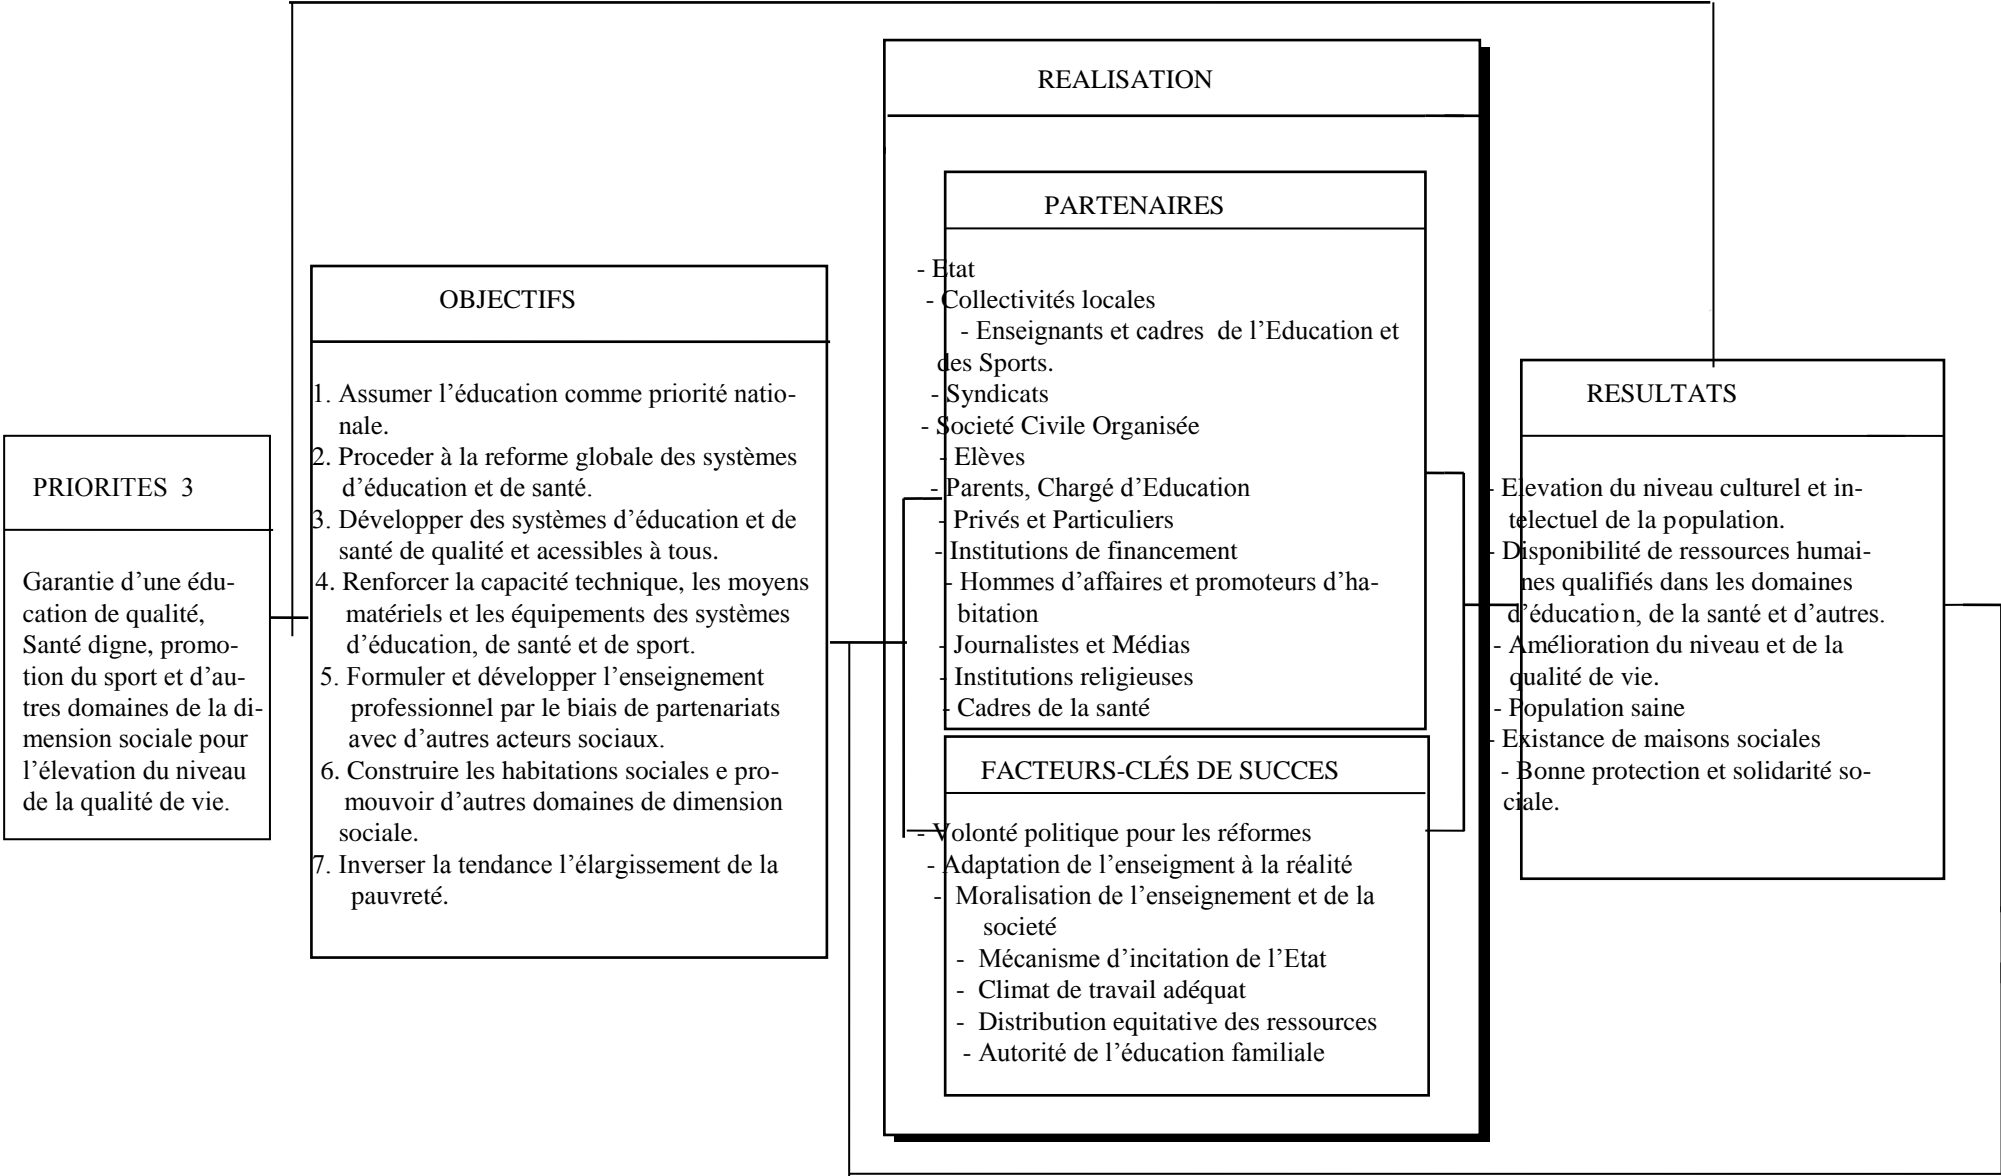 PRIORITES 3
Garantie d’une édu-
cation de qualité,
Santé digne, promo-
tion du sport et d’au-
tres domaines de la di-
mension sociale pour
l’élevation du niveau
de la qualité de vie.
OBJECTIFS
1. Assumer l’éducation comme priorité natio-
nale.
2. Proceder à la reforme globale des systèmes
d’éducation et de santé.
3. Développer des systèmes d’éducation et de
santé de qualité et acessibles à tous.
4. Renforcer la capacité technique, les moyens
matériels et les équipements des systèmes
d’éducation, de santé et de sport.
5. Formuler et développer l’enseignement
professionnel par le biais de partenariats
avec d’autres acteurs sociaux.
6. Construire les habitations sociales e pro-
mouvoir d’autres domaines de dimension
sociale.
7. Inverser la tendance l’élargissement de la
pauvreté.
REALISATION
PARTENAIRES
- Etat
- Collectivités locales
- Enseignants et cadres de l’Education et
des Sports.
- Syndicats
- Societé Civile Organisée
- Elèves
- Parents, Chargé d’Education
- Privés et Particuliers
- Institutions de financement
- Hommes d’affaires et promoteurs d’ha-
bitation
- Journalistes et Médias
- Institutions religieuses
- Cadres de la santé
FACTEURS-CLÉS DE SUCCES
- Volonté politique pour les réformes
- Adaptation de l’enseigment à la réalité
- Moralisation de l’enseignement et de la
societé
- Mécanisme d’incitation de l’Etat
- Climat de travail adéquat
- Distribution equitative des ressources
- Autorité de l’éducation familiale
RESULTATS
- Elevation du niveau culturel et in-
telectuel de la population.
- Disponibilité de ressources humai-
nes qualifiés dans les domaines
d’éducation, de la santé et d’autres.
- Amélioration du niveau et de la
qualité de vie.
- Population saine
- Existance de maisons sociales
- Bonne protection et solidarité so-
ciale.